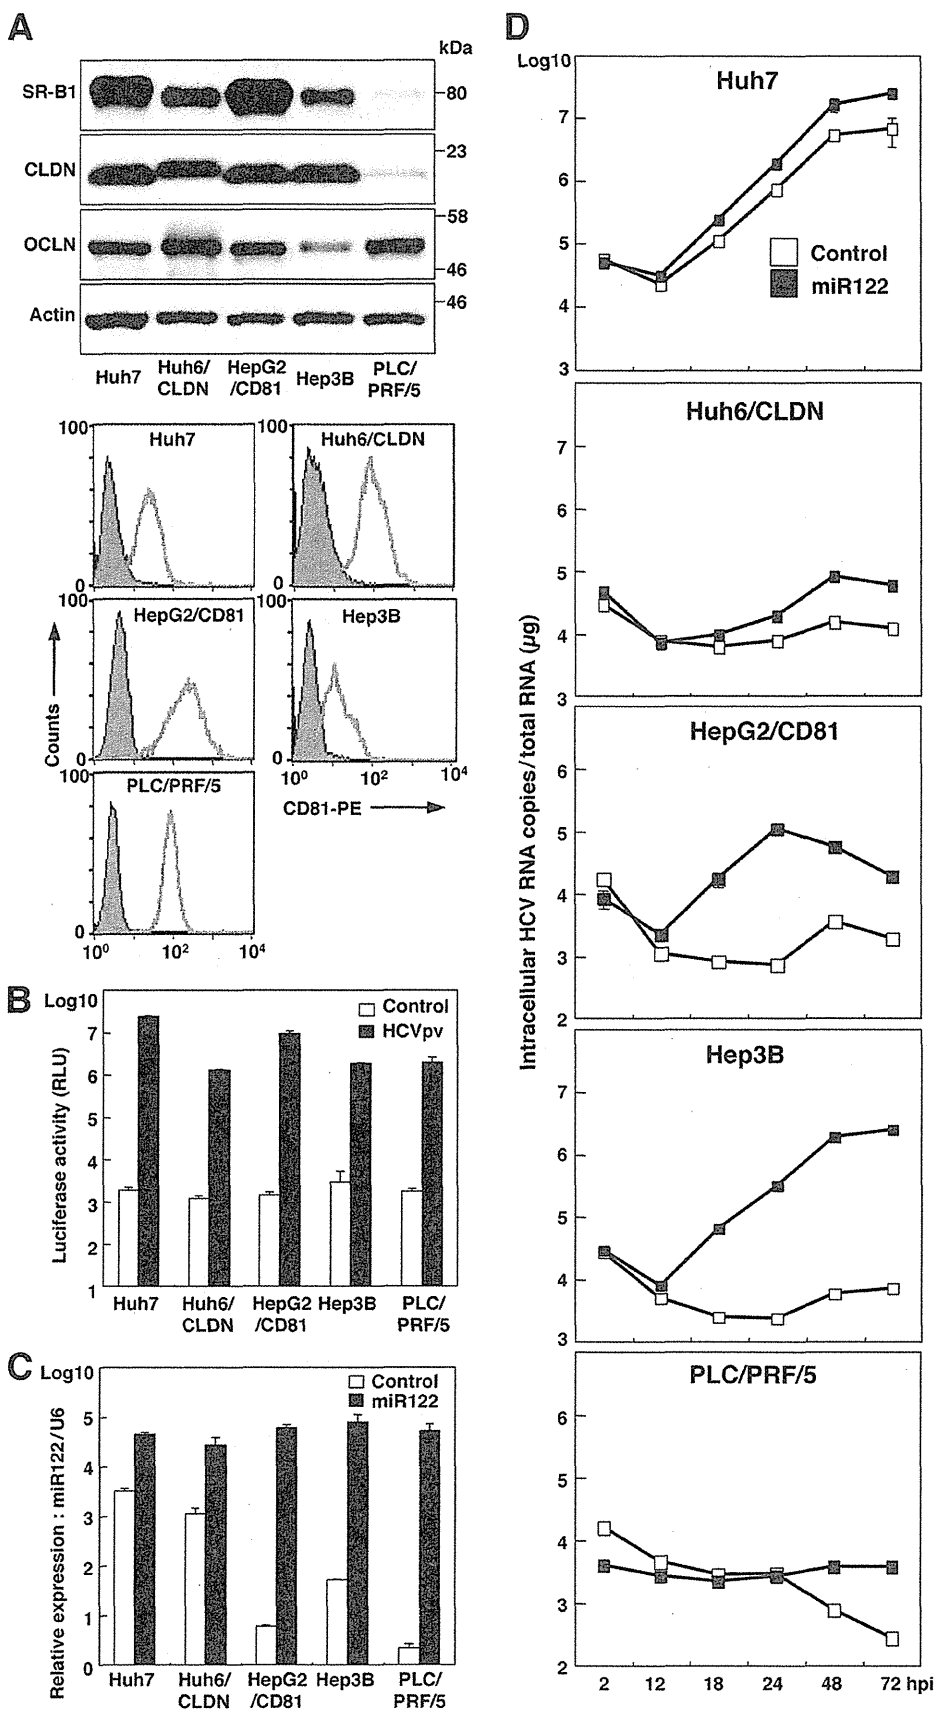 A
kDa
SR-B1
80
CLDN
23
OCLN
58
46
Actin
46
Huh7
Huh6/
CLDN
HepG2
/CD81
Hep3B
PLC/
PRF/5
100
Huh7
0
100
Huh6/CLDN
0
100
HepG2/CD81
0
100
Hep3B
0
10⁰ 10² 10⁴
100
PLC/PRF/5
0
10⁰ 10² 10⁴
Counts
CD81-PE
B
Log10
Control
HCVpv
7
6
5
4
3
2
1
Luciferase activity (RLU)
Huh7
Huh6/
CLDN
HepG2
/CD81
Hep3B
PLC/
PRF/5
C
Log10
Control
miR122
5
4
3
2
1
0
Relative expression : miR122/U6
Huh7
Huh6/
CLDN
HepG2
/CD81
Hep3B
PLC/
PRF/5
D
Log10
Huh7
7
6
5
4
3
Control
miR122
Huh6/CLDN
7
6
5
4
3
HepG2/CD81
6
5
4
3
2
Hep3B
7
6
5
4
3
PLC/PRF/5
6
5
4
3
2
2 12 18 24 48 72 hpi
Intracellular HCV RNA copies/total RNA (μg)